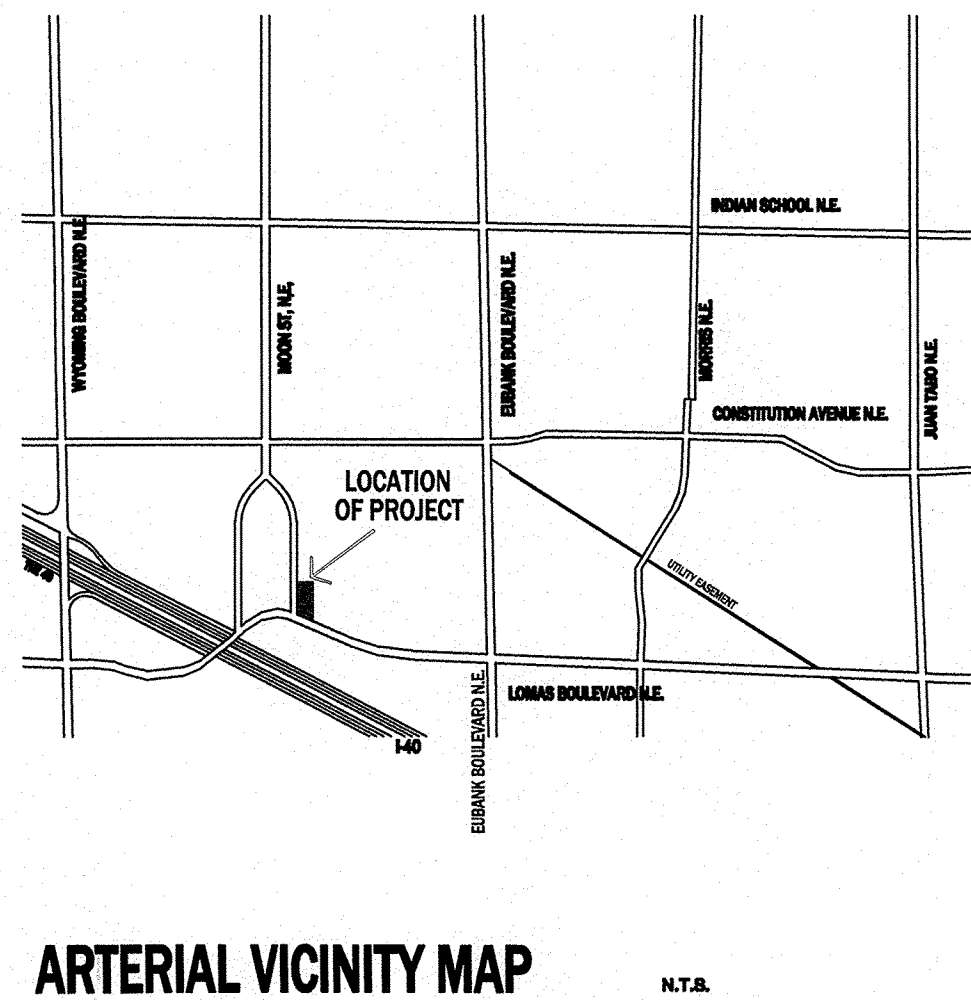 INDIAN SCHOOL N.E.
WYOMING BOULEVARD N.E.
MOON ST, N.E,
EUBANK BOULEVARD N.E.
MORRIS N.E.
JUAN TABO N.E.
CONSTITUTION AVENUE N.E.
LOCATION
OF PROJECT
UTILITY EASEMENT
LOMAS BOULEVARD N.E.
EUBANK BOULEVARD N.E.
I-40
ARTERIAL VICINITY MAP
N.T.S.